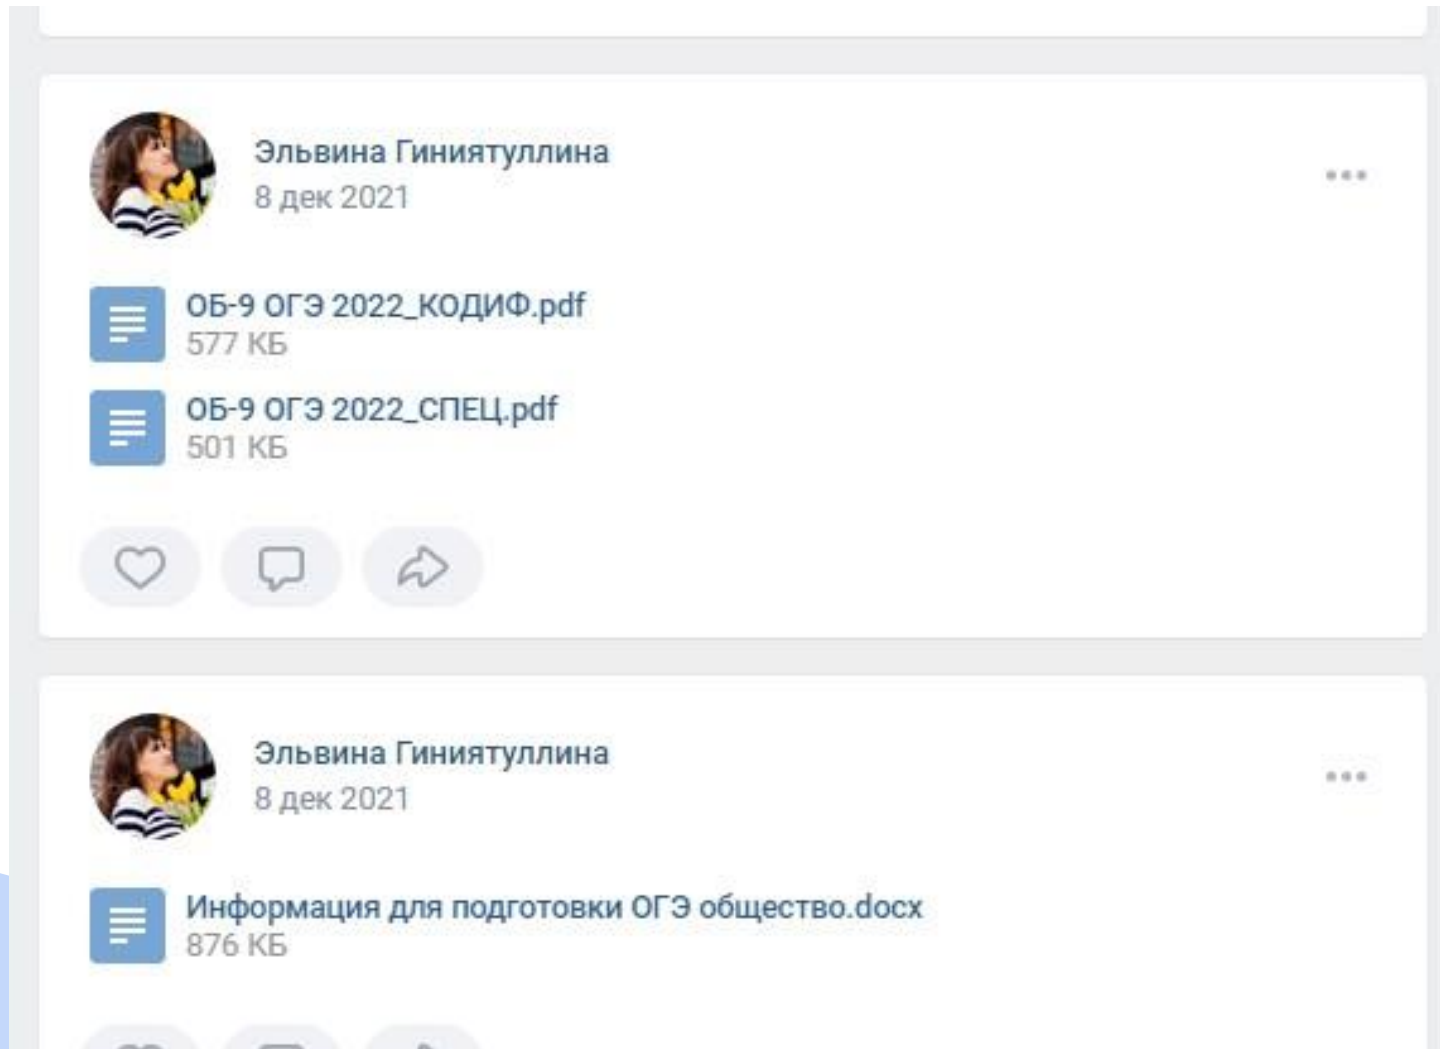 Эльвина Гиниятуллина
8 дек 2021
ОБ-9 ОГЭ 2022_КОДИФ.pdf
577 КБ
ОБ-9 ОГЭ 2022_СПЕЦ.pdf
501 КБ
Эльвина Гиниятуллина
8 дек 2021
Информация для подготовки ОГЭ общество.docx
876 КБ